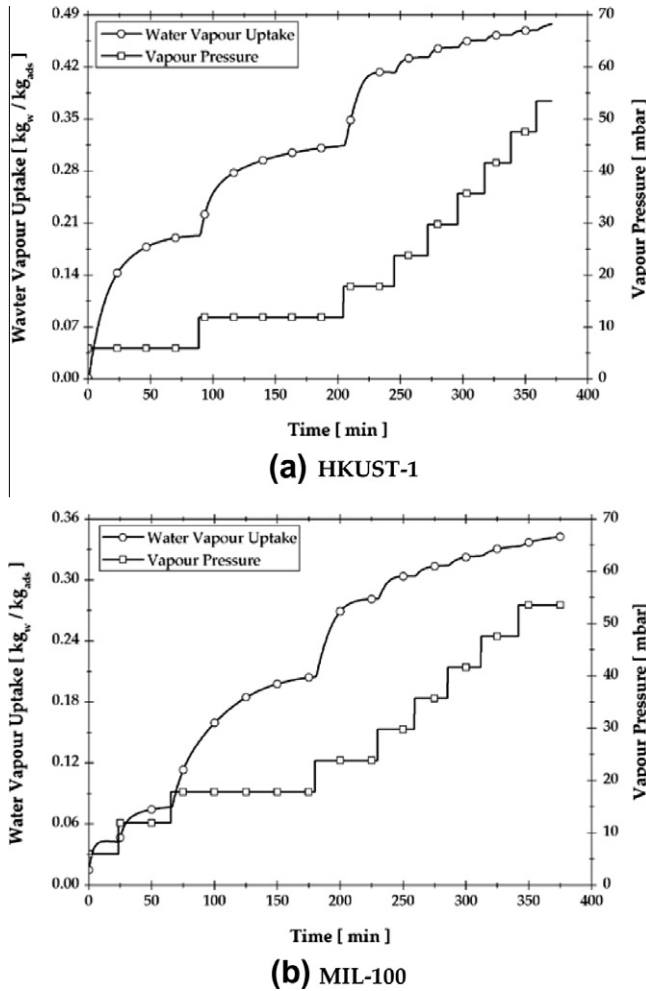 0.49
0.42
0.35
0.28
0.21
0.14
0.07
0.00
Wavter Vapour Uptake [ kgw / kgads ]
Water Vapour Uptake
Vapour Pressure
70
60
50
40
30
20
10
0
Vapour Pressure [ mbar ]
0 50 100 150 200 250 300 350 400
Time [ min ]
(a) HKUST-1
0.36
0.30
0.24
0.18
0.12
0.06
0.00
Water Vapour Uptake [ kgw / kgads ]
Water Vapour Uptake
Vapour Pressure
70
60
50
40
30
20
10
0
Vapour Pressure [ mbar ]
0 50 100 150 200 250 300 350 400
Time [ min ]
(b) MIL-100